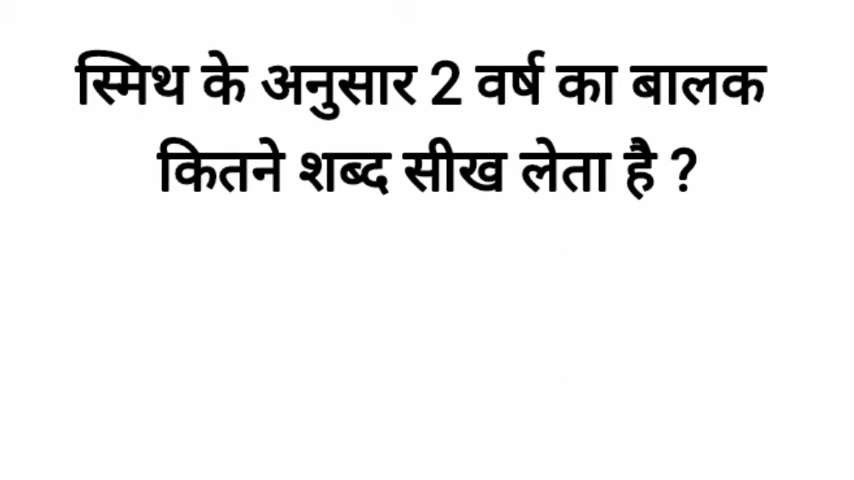 स्मिथ के अनुसार 2 वर्ष का बालक
कितने शब्द सीख लेता है ?